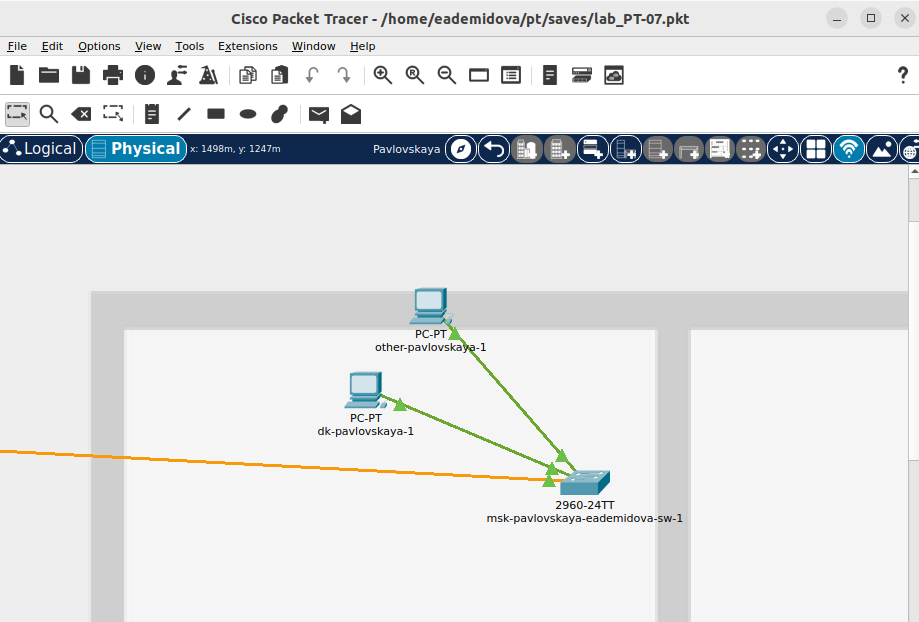 Cisco Packet Tracer - /home/eademidova/pt/saves/lab_PT-07.pkt
File Edit Options View Tools Extensions Window Help
Logical Physical x: 1498m, y: 1247m Pavlovskaya
PC-PT
other-pavlovskaya-1
PC-PT
dk-pavlovskaya-1
2960-24TT
msk-pavlovskaya-eademidova-sw-1